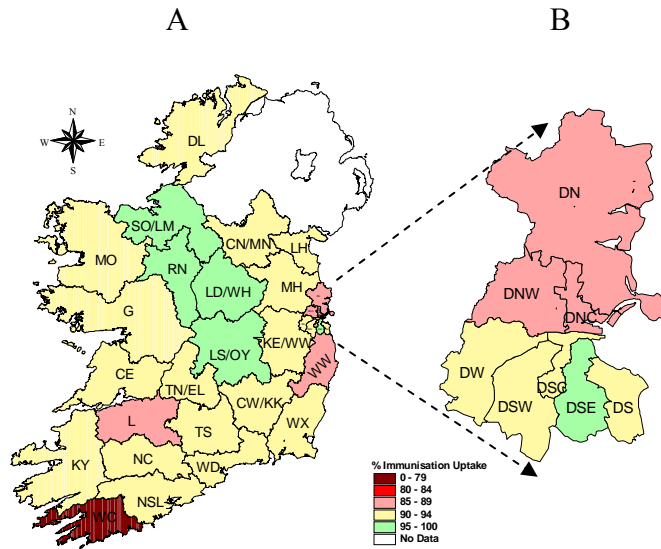 A
B
N
W
E
S
DL
DN
SO/LM
CN/MN
LH
MO
RN
MH
LD/WH
DNW
DNC
G
LS/OY
KE/WW
CE
WW
DW
DSC
DSW
DSE
DS
TN/EL
CW/KK
L
TS
WX
KY
NC
WD
NSL
WC
% Immunisation Uptake
0 - 79
80 - 84
85 - 89
90 - 94
95 - 100
No Data